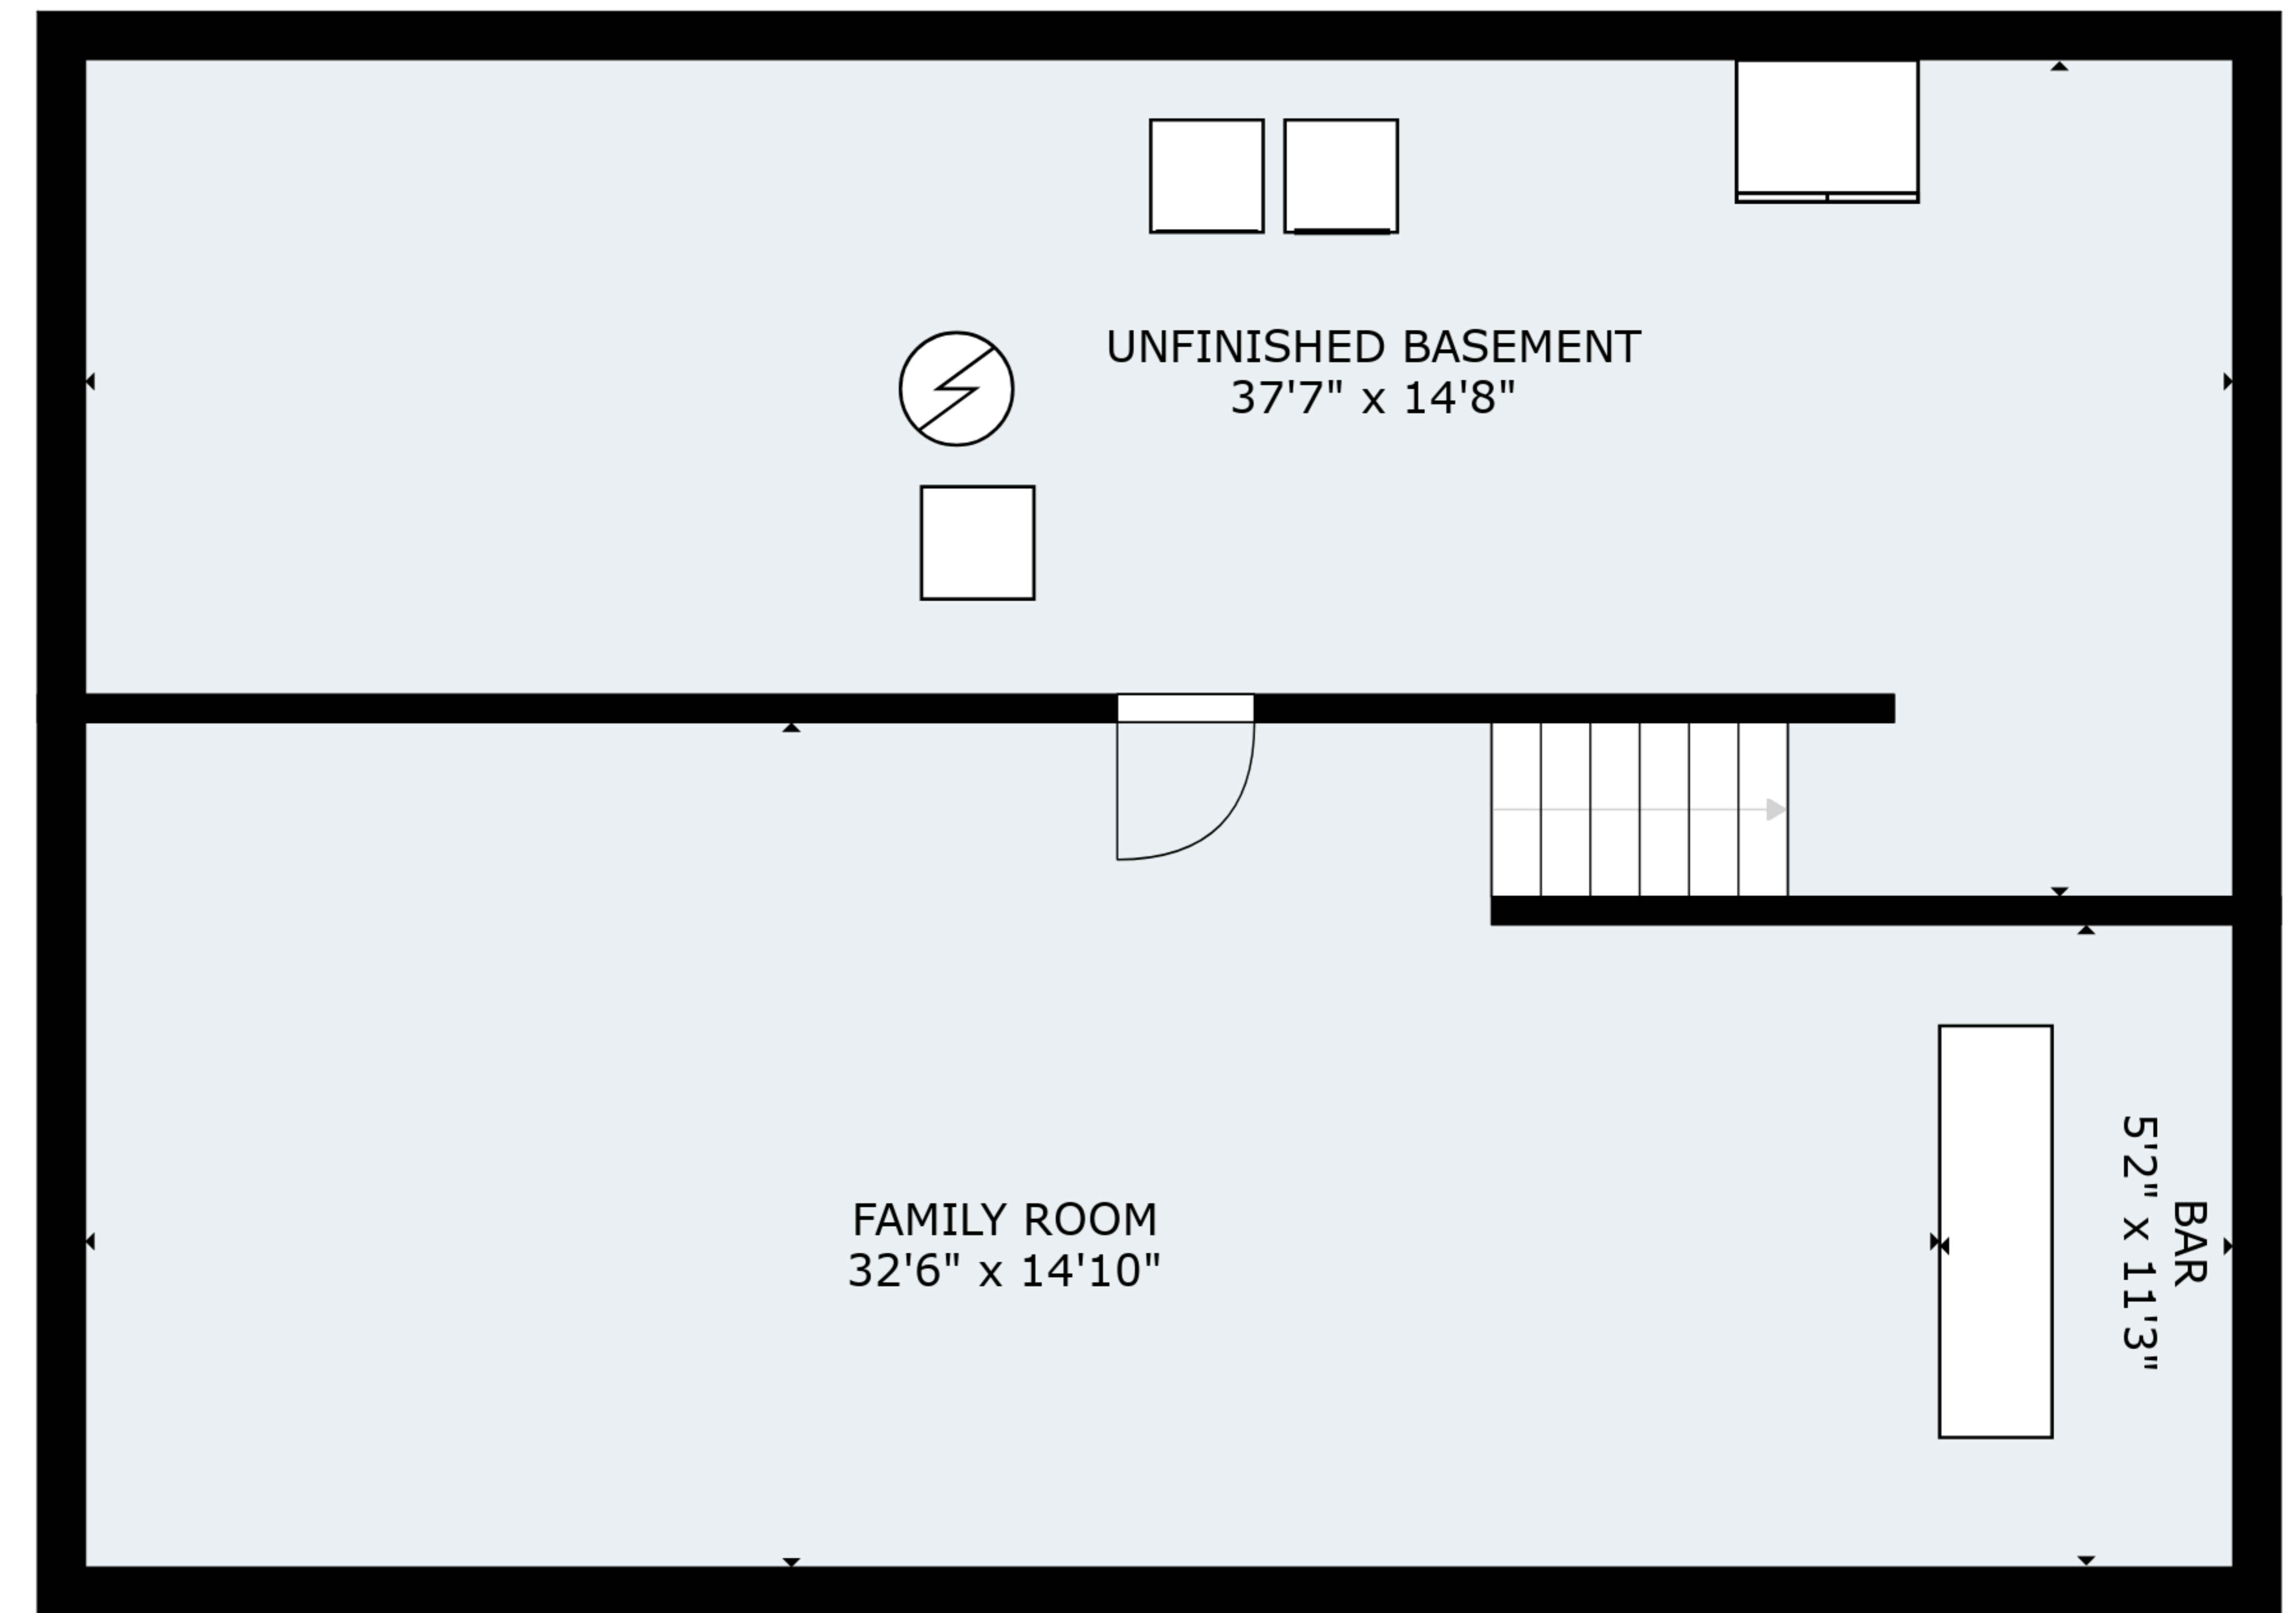 UNFINISHED BASEMENT
37'7" x 14'8"
FAMILY ROOM
32'6" x 14'10"
BAR
5'2" x 11'3"